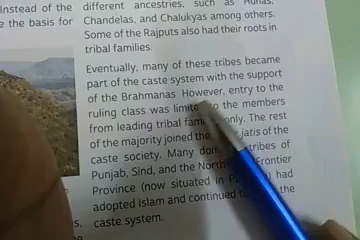 Instead of the
e the basis for
different ancestries, such as Hunas,
Chandelas, and Chalukyas among others.
Some of the Rajputs also had their roots in
tribal families.
Eventually, many of these tribes became
part of the caste system with the support
of the Brahmanas. However, entry to the
ruling class was limited to the members
from leading tribal families only. The rest
of the majority joined the jatis of the
caste society. Many tribes of
Punjab, Sind, and the North Frontier
Province (now situated in had
adopted Islam and continued the
caste system.